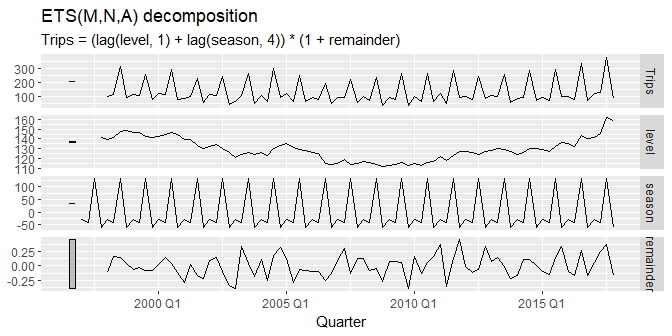 ETS(M,N,A) decomposition
Trips = (lag(level, 1) + lag(season, 4)) * (1 + remainder)
300
200
100
Trips
160
150
140
130
120
110
level
100
50
0
-50
season
0.25
0.00
-0.25
remainder
2000 Q1
2005 Q1
2010 Q1
2015 Q1
Quarter